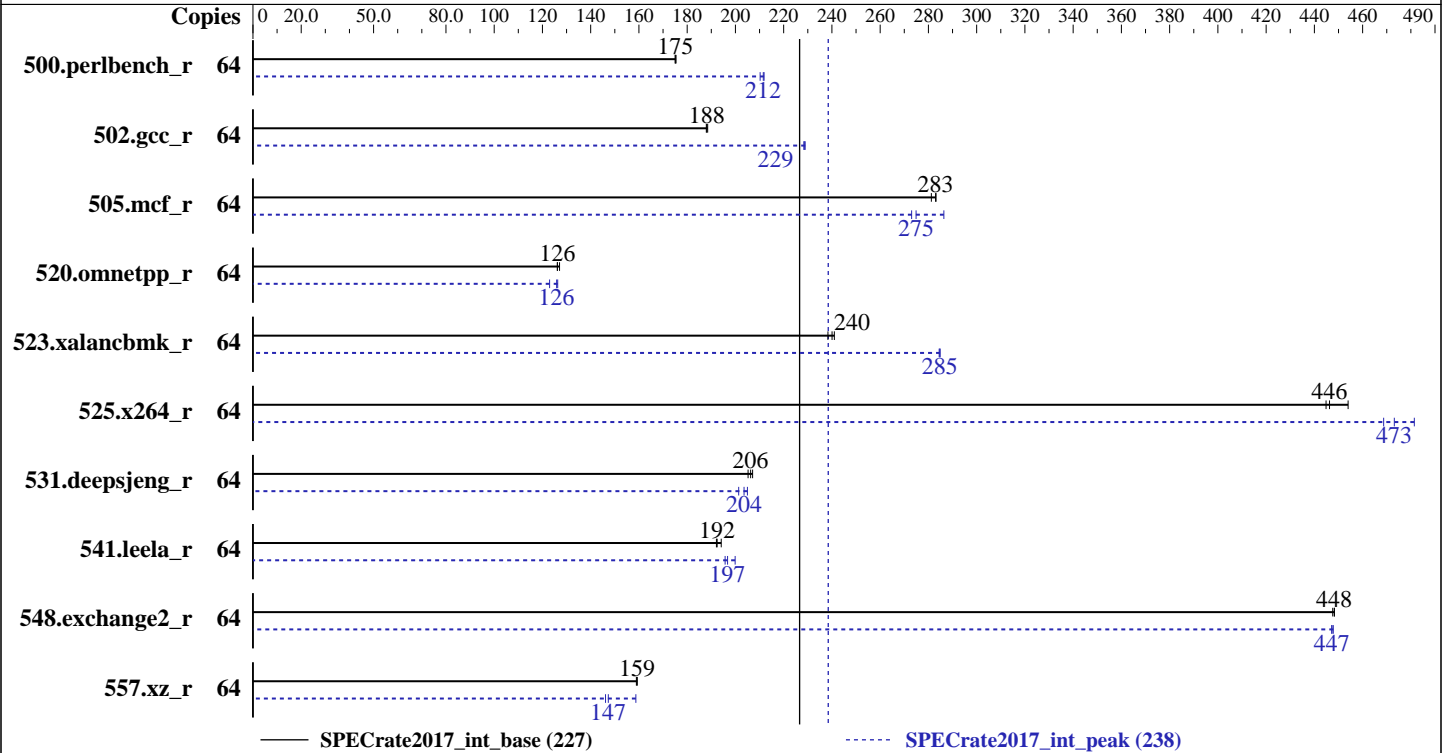 Copies 0 20.0 50.0 80.0 100 120 140 160 180 200 220 240 260 280 300 320 340 360 380 400 420 440 460 490
175
500.perlbench_r 64
212
188
502.gcc_r 64
229
283
505.mcf_r 64
275
126
520.omnetpp_r 64
126
240
523.xalancbmk_r 64
285
446
525.x264_r 64
473
206
531.deepsjeng_r 64
204
192
541.leela_r 64
197
448
548.exchange2_r 64
447
159
557.xz_r 64
147
SPECrate2017_int_base (227) SPECrate2017_int_peak (238)